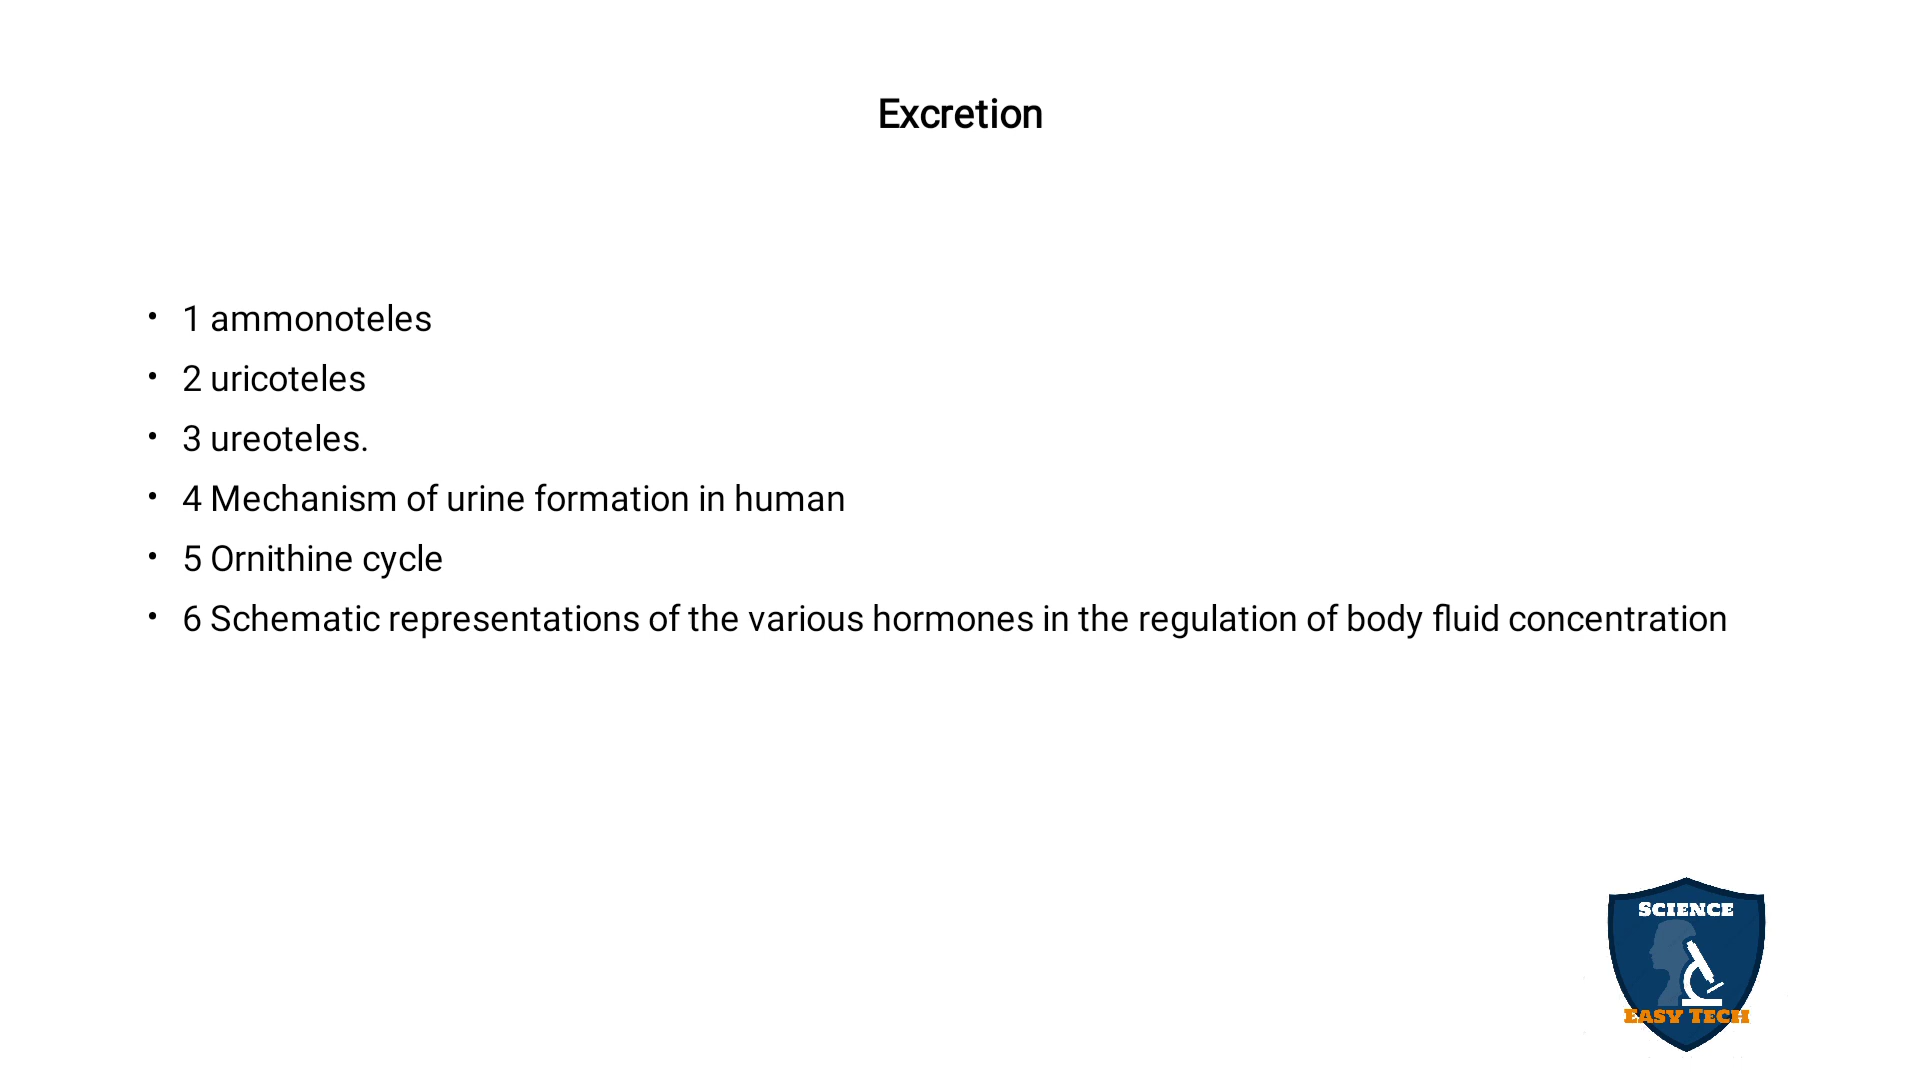 Excretion
• 1 ammonoteles
• 2 uricoteles
• 3 ureoteles.
• 4 Mechanism of urine formation in human
• 5 Ornithine cycle
• 6 Schematic representations of the various hormones in the regulation of body fluid concentration
SCIENCE
EASY TECH